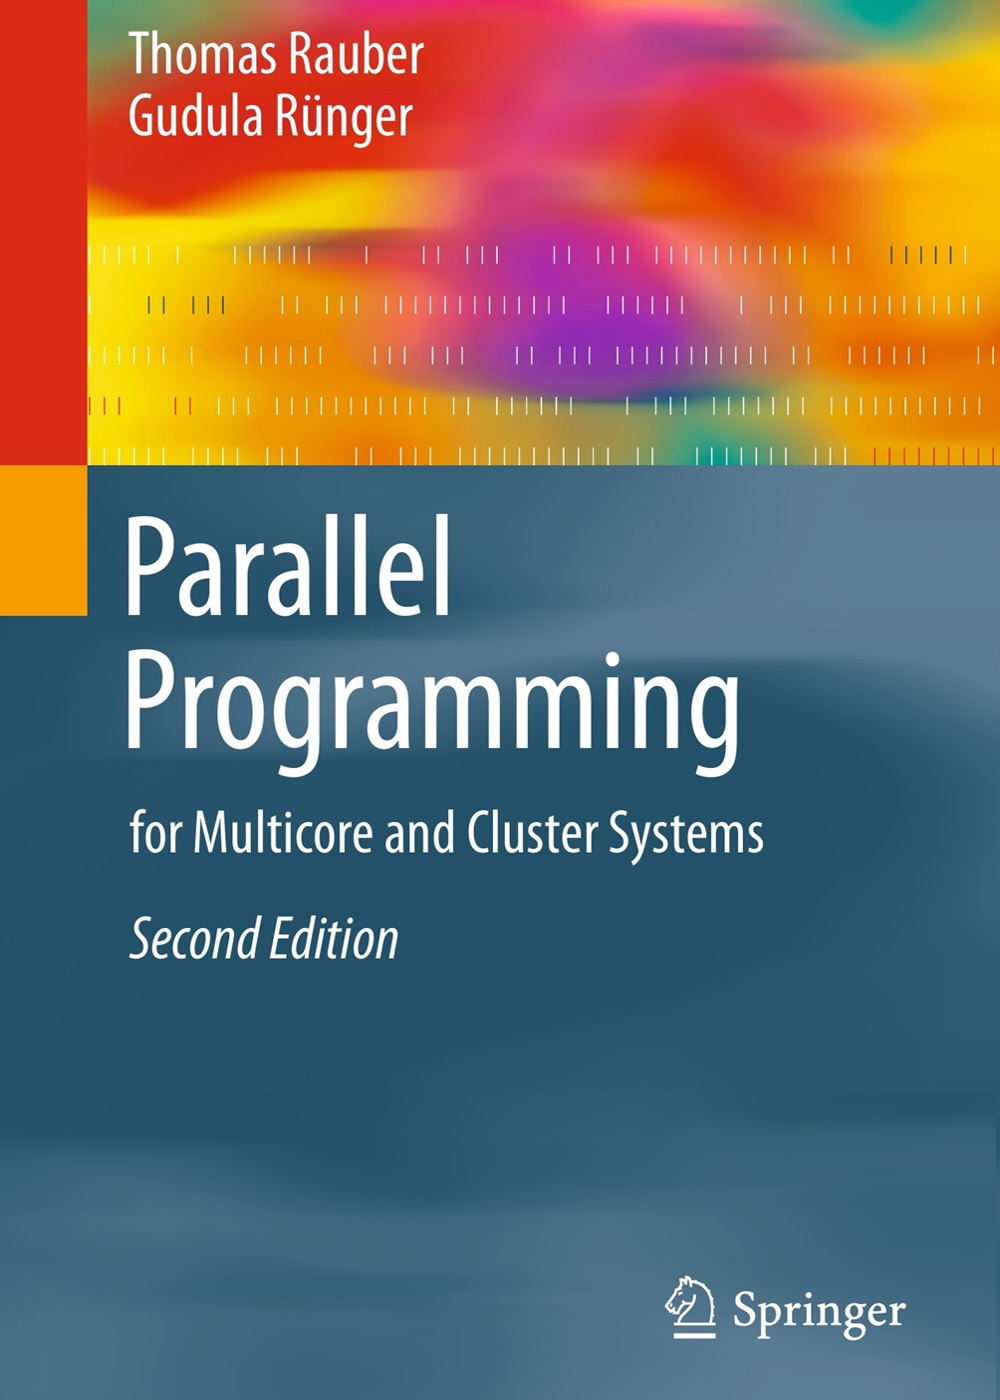 Thomas Rauber
Gudula Rünger
Parallel
Programming
for Multicore and Cluster Systems
Second Edition
Springer